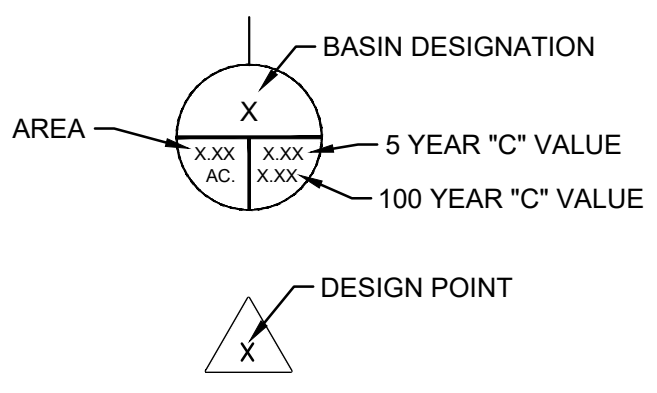 BASIN DESIGNATION
X
AREA
X.XX
AC.
X.XX
X.XX
5 YEAR "C" VALUE
100 YEAR "C" VALUE
DESIGN POINT
X